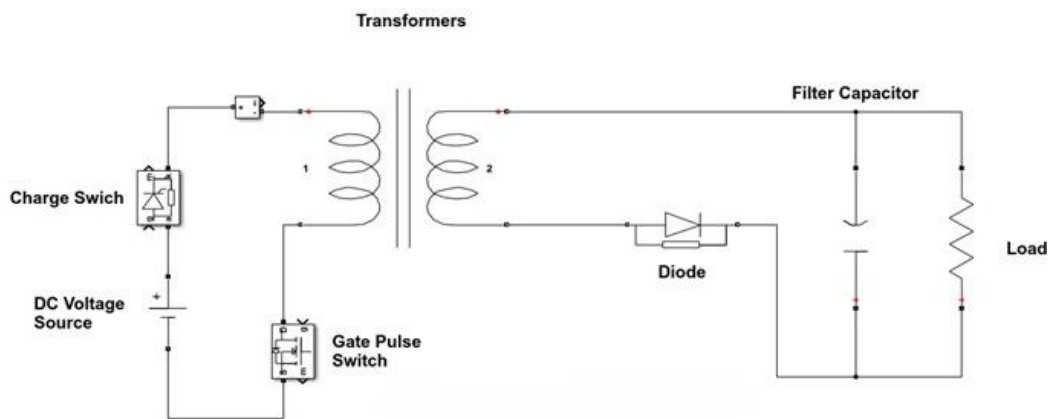 Transformers
Filter Capacitor
1
2
Charge Swich
Load
Diode
DC Voltage
Source
Gate Pulse
Switch